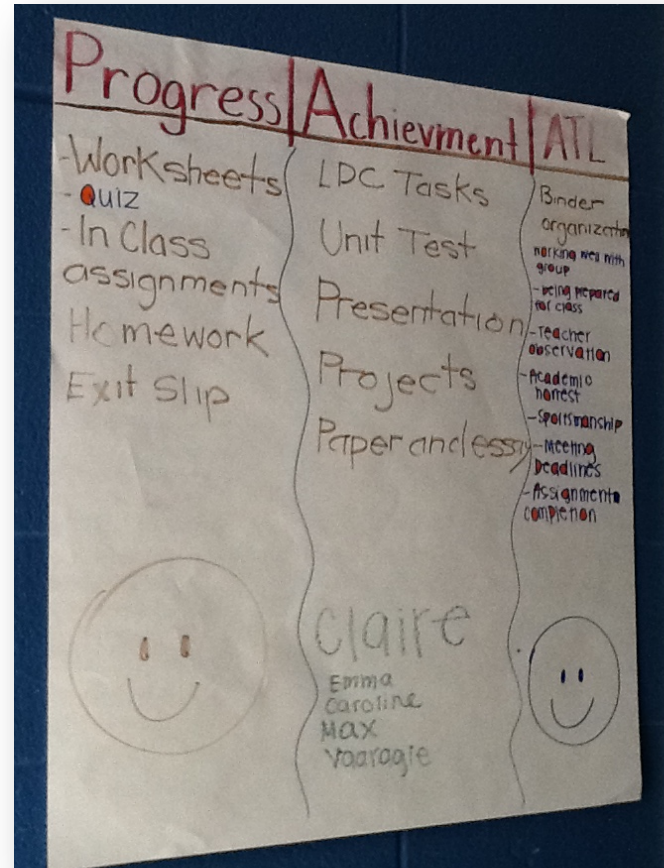 Progress | Achievment | ATL
- Worksheets
- Quiz
- In Class
assignments
Homework
Exit Slip
LDC Tasks
Unit Test
Presentation
Projects
Paper and essay
Claire
Emma
Caroline
Max
Binder
organization
working well with
group
- being prepared
for class
- Teacher
observation
- Academic
honest
- Sportsmanship
- Meeting
Deadlines
- Assignments
completion